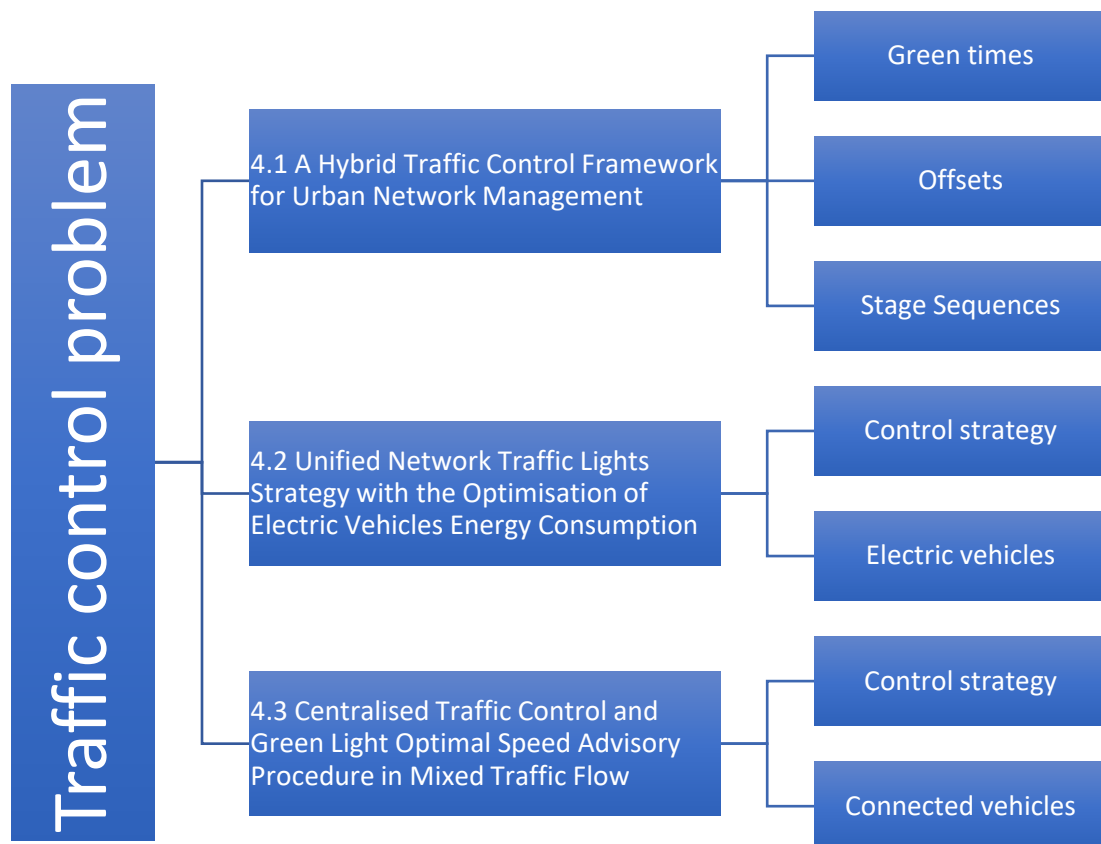 Traffic control problem
4.1 A Hybrid Traffic Control Framework
for Urban Network Management
Green times
Offsets
Stage Sequences
4.2 Unified Network Traffic Lights
Strategy with the Optimisation of
Electric Vehicles Energy Consumption
Control strategy
Electric vehicles
4.3 Centralised Traffic Control and
Green Light Optimal Speed Advisory
Procedure in Mixed Traffic Flow
Control strategy
Connected vehicles